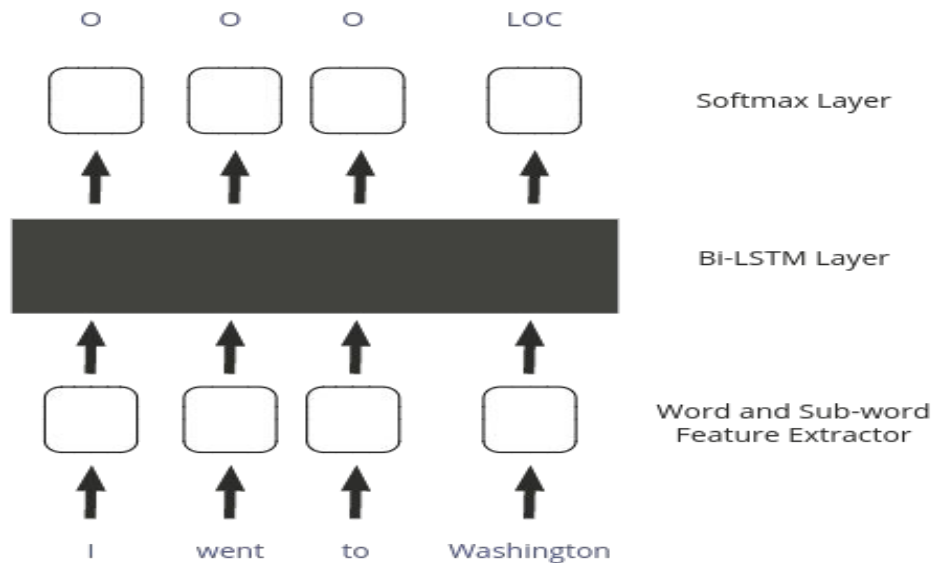 O O O LOC
Softmax Layer
Bi-LSTM Layer
Word and Sub-word
Feature Extractor
I went to Washington